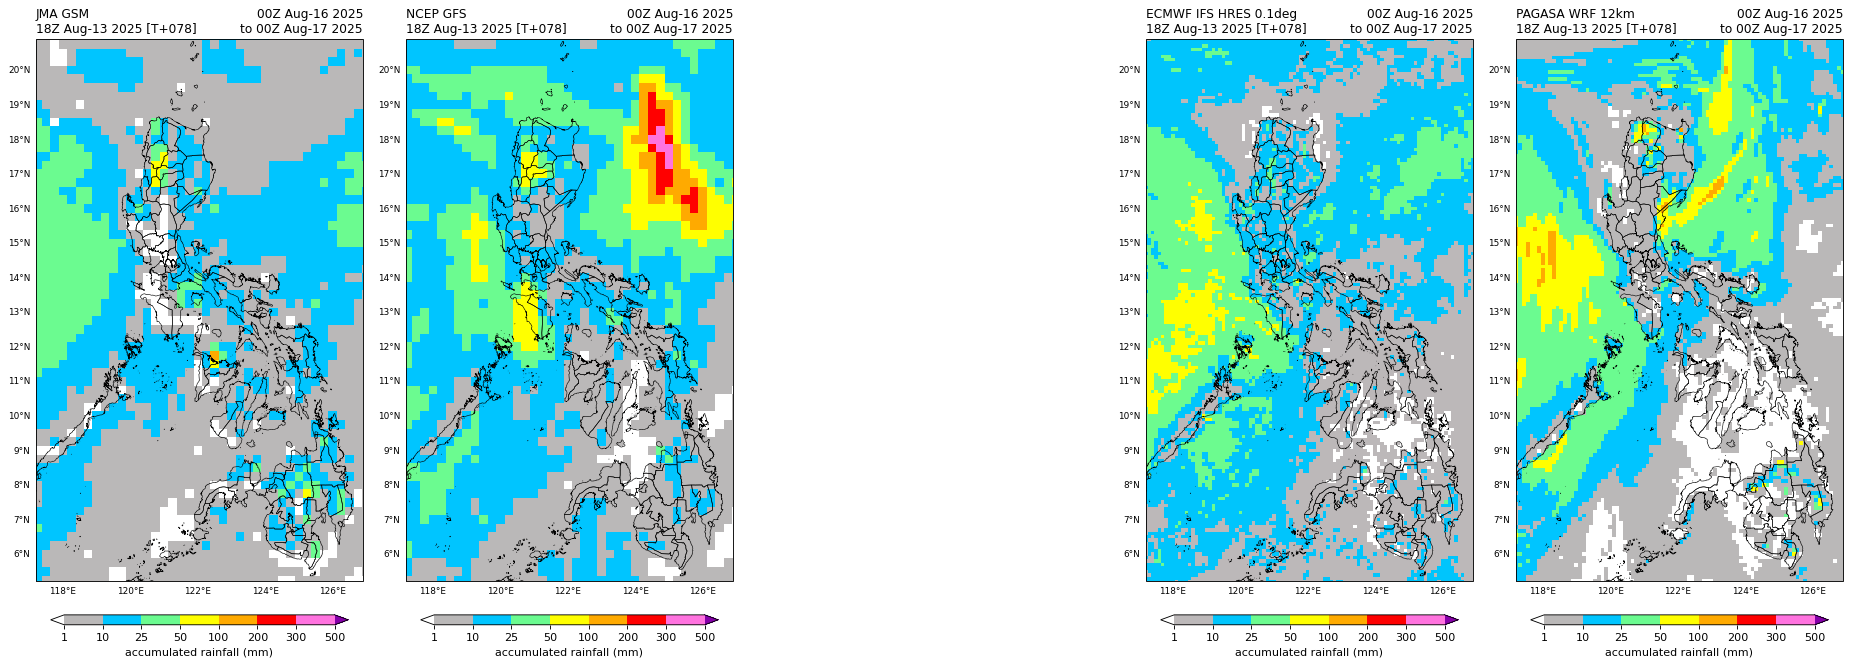 JMA GSM 00Z Aug-16 2025
18Z Aug-13 2025 [T+078] to 00Z Aug-17 2025
20°N
19°N
18°N
17°N
16°N
15°N
14°N
13°N
12°N
11°N
10°N
9°N
8°N
7°N
6°N
118°E 120°E 122°E 124°E 126°E
1 10 25 50 100 200 300 500
accumulated rainfall (mm)
NCEP GFS 00Z Aug-16 2025
18Z Aug-13 2025 [T+078] to 00Z Aug-17 2025
20°N
19°N
18°N
17°N
16°N
15°N
14°N
13°N
12°N
11°N
10°N
9°N
8°N
7°N
6°N
118°E 120°E 122°E 124°E 126°E
1 10 25 50 100 200 300 500
accumulated rainfall (mm)
ECMWF IFS HRES 0.1deg 00Z Aug-16 2025
18Z Aug-13 2025 [T+078] to 00Z Aug-17 2025
20°N
19°N
18°N
17°N
16°N
15°N
14°N
13°N
12°N
11°N
10°N
9°N
8°N
7°N
6°N
118°E 120°E 122°E 124°E 126°E
1 10 25 50 100 200 300 500
accumulated rainfall (mm)
PAGASA WRF 12km 00Z Aug-16 2025
18Z Aug-13 2025 [T+078] to 00Z Aug-17 2025
20°N
19°N
18°N
17°N
16°N
15°N
14°N
13°N
12°N
11°N
10°N
9°N
8°N
7°N
6°N
118°E 120°E 122°E 124°E 126°E
1 10 25 50 100 200 300 500
accumulated rainfall (mm)